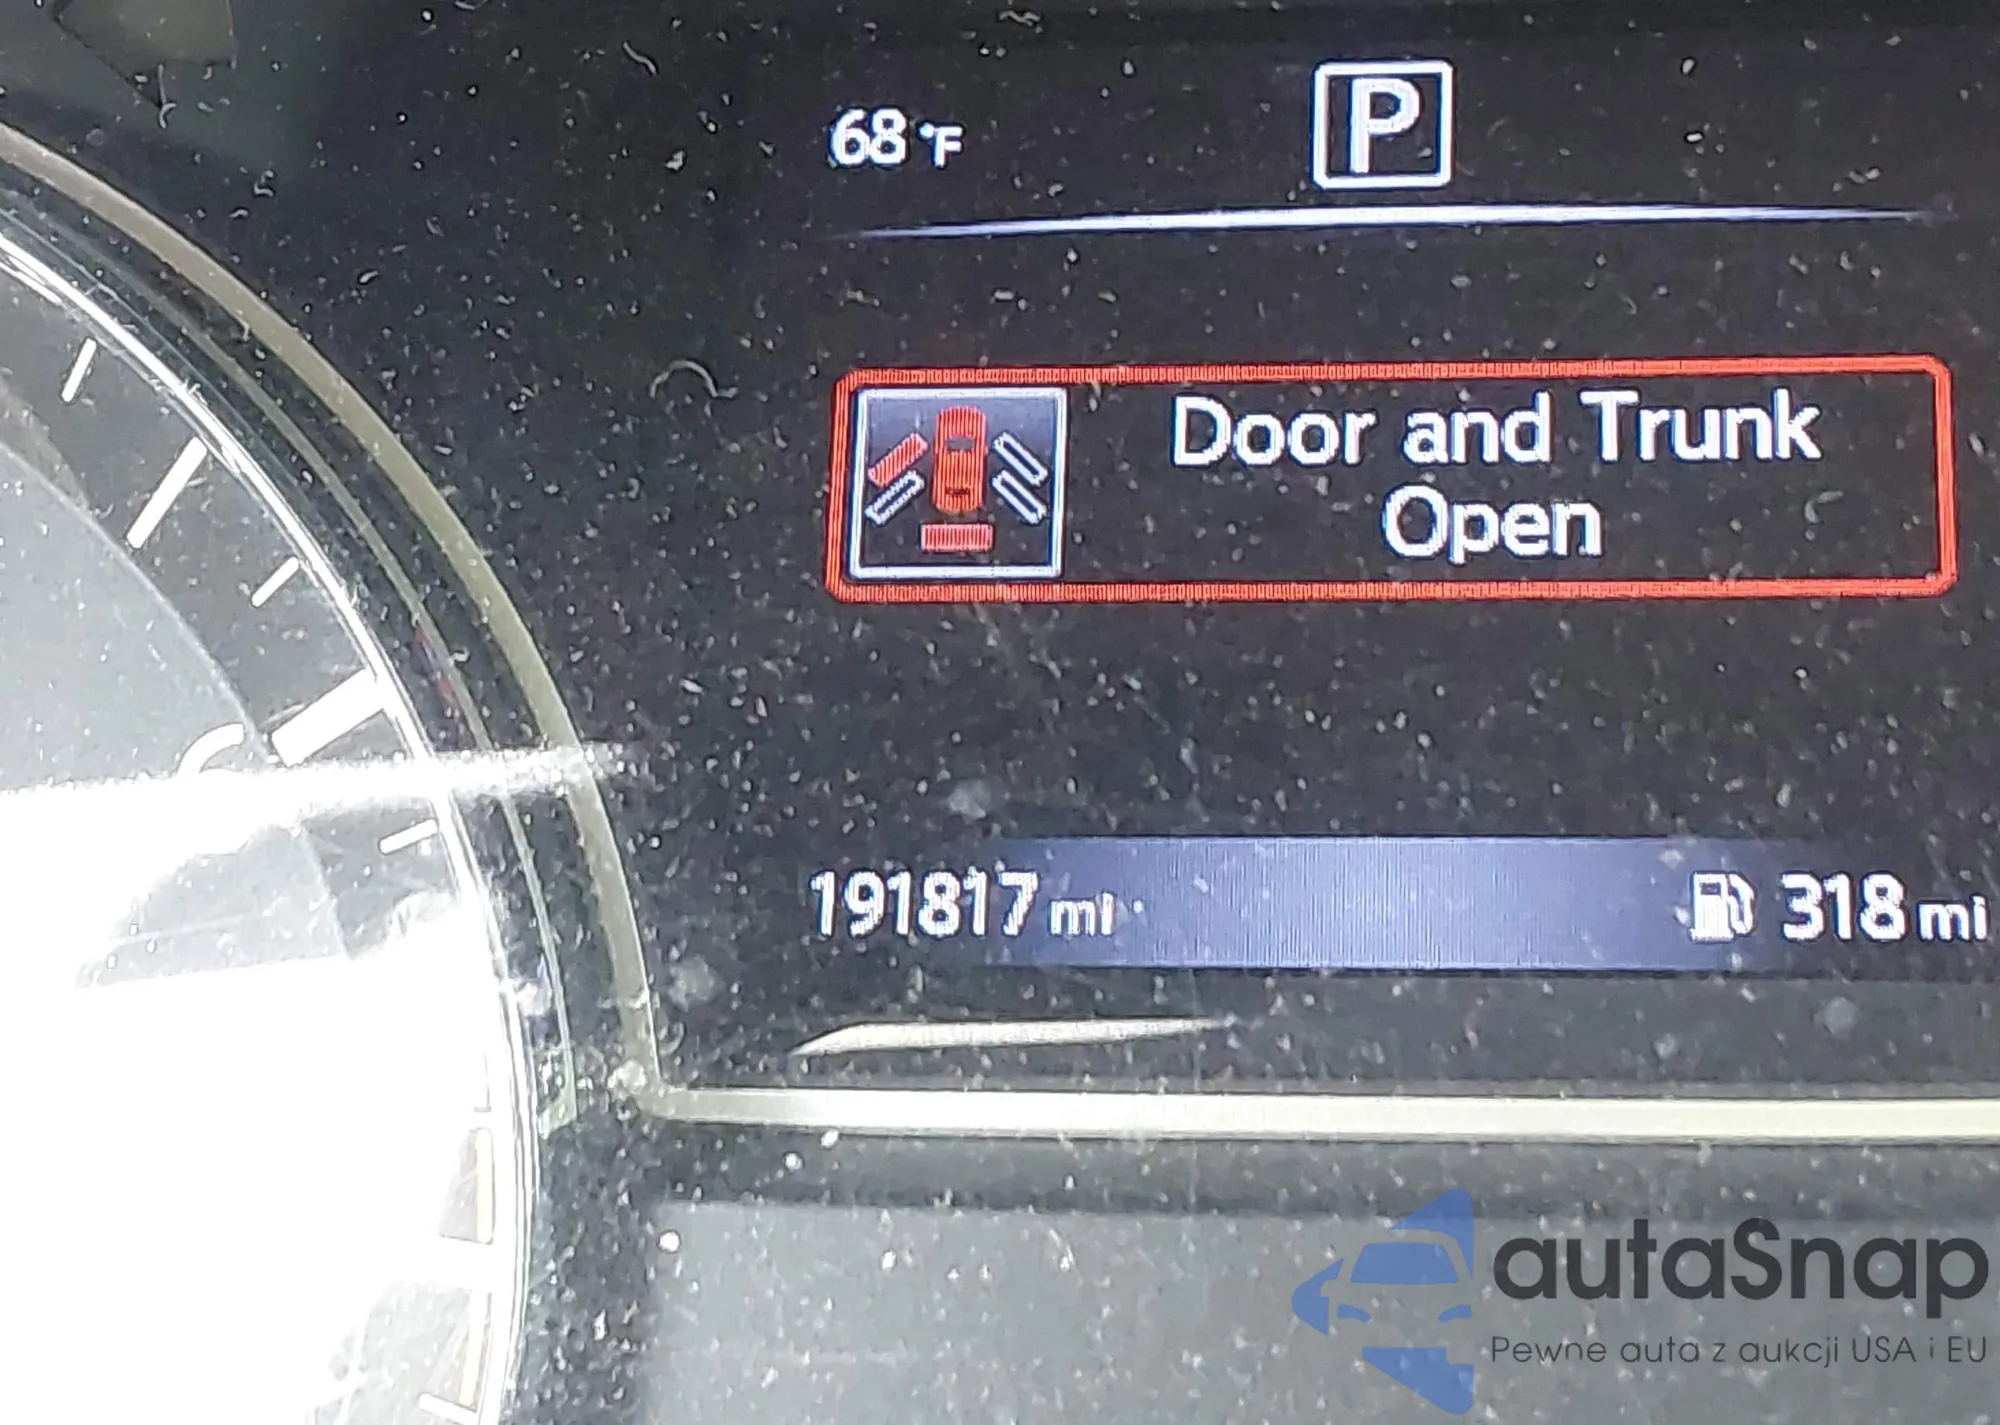 68 °F
P
Door and Trunk
Open
191817 mi
318 mi
autaSnap
Pewne auta z aukcji USA i EU